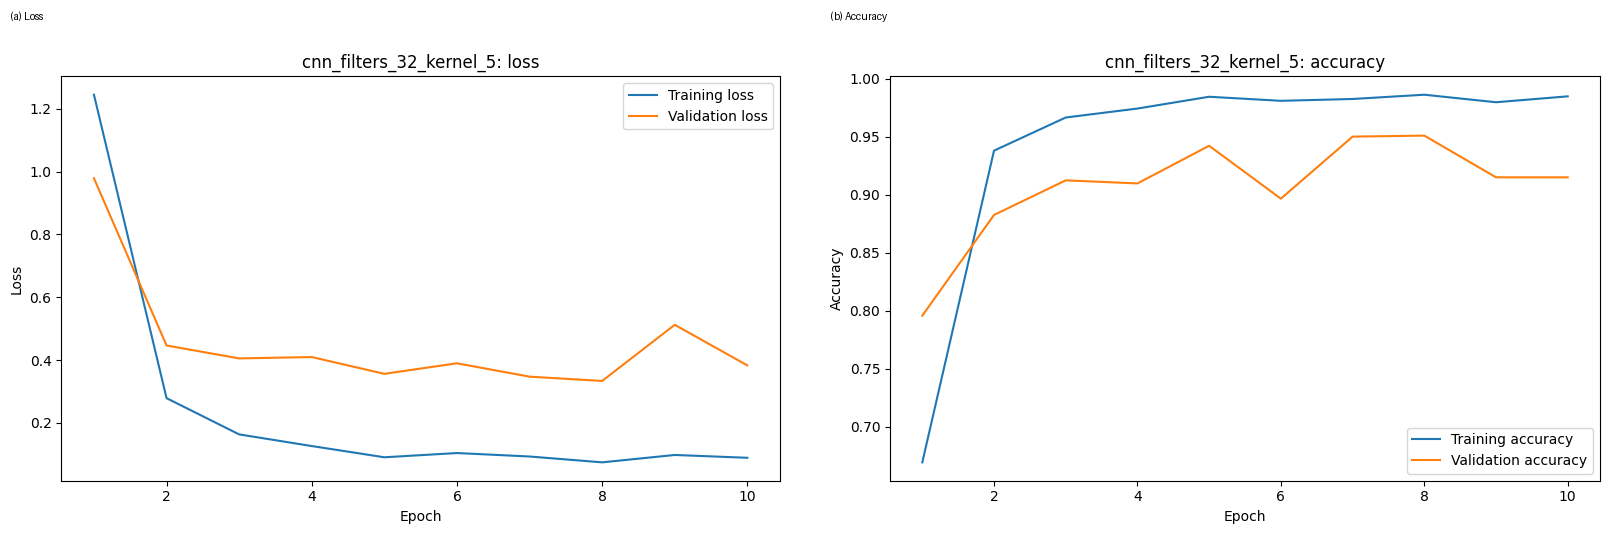 (a) Loss
(b) Accuracy
cnn_filters_32_kernel_5: loss
Training loss
Validation loss
1.2
1.0
0.8
0.6
0.4
0.2
Loss
2
4
6
8
10
Epoch
cnn_filters_32_kernel_5: accuracy
1.00
0.95
0.90
0.85
0.80
0.75
0.70
Accuracy
Training accuracy
Validation accuracy
2
4
6
8
10
Epoch